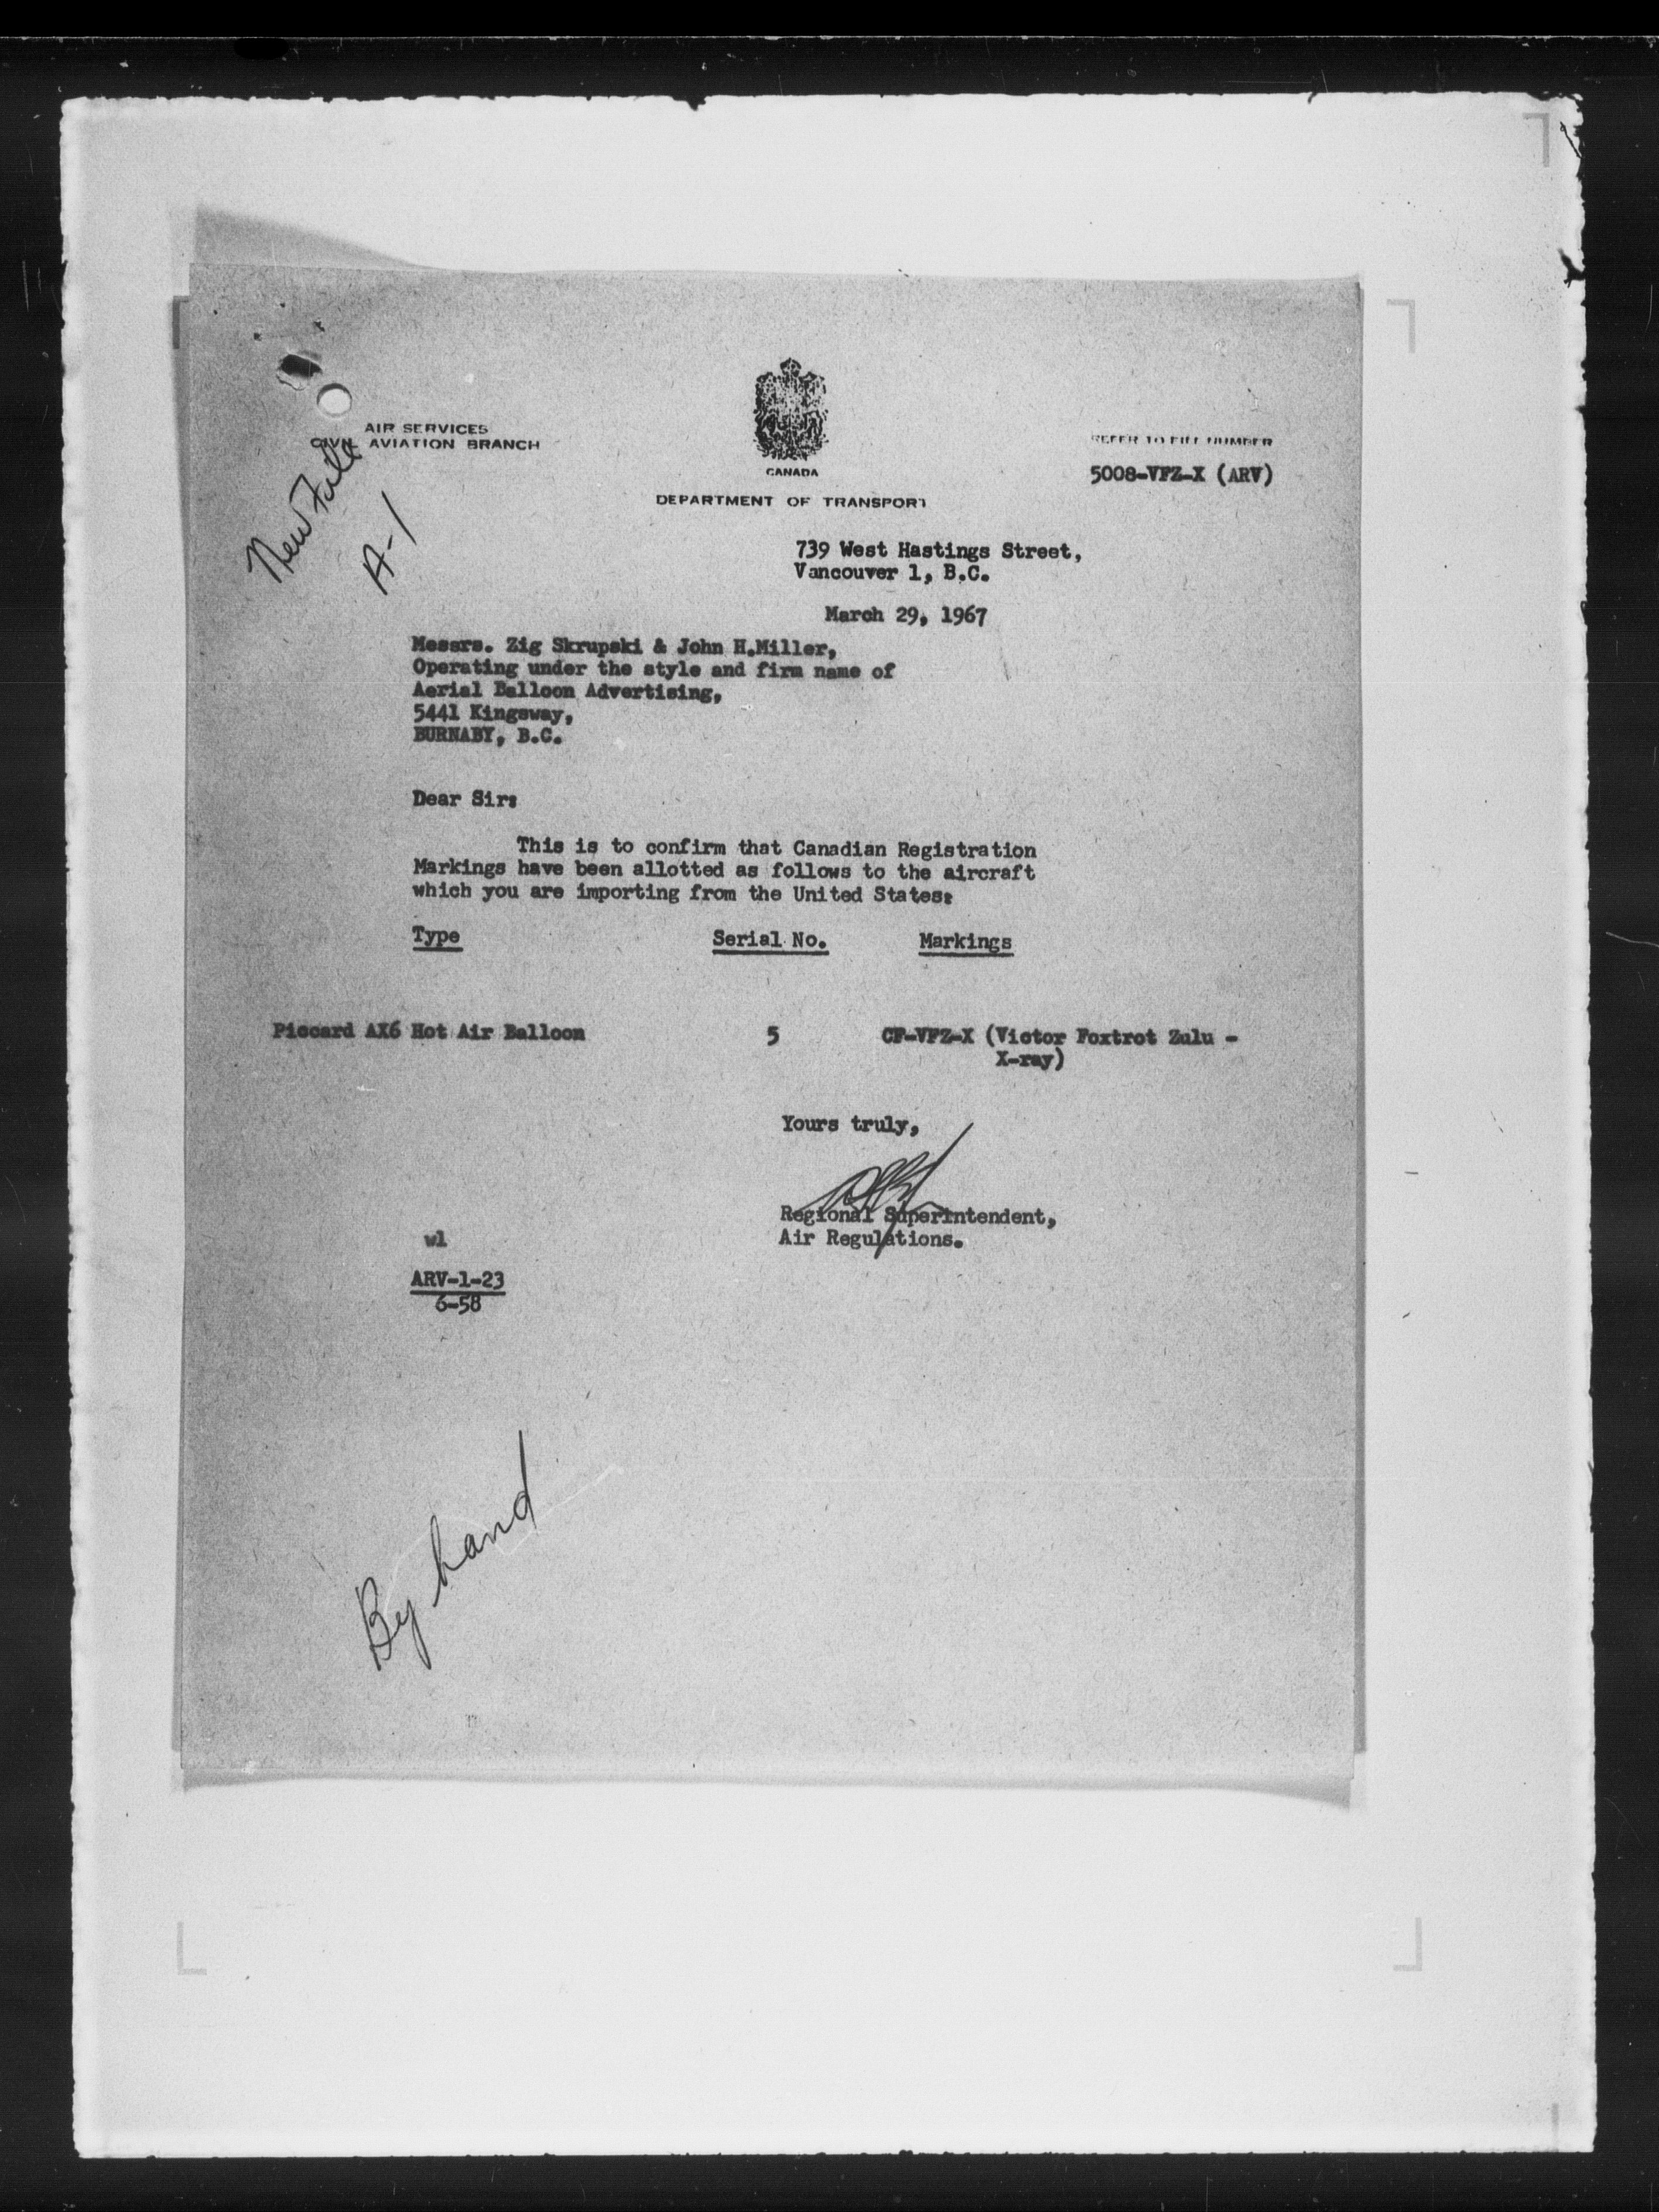 AIR SERVICES
CIVIL AVIATION BRANCH
New File
A-1
CANADA
DEPARTMENT OF TRANSPORT
REFER TO FILE NUMBER
5008-VFZ-X (ARV)
739 West Hastings Street,
Vancouver 1, B.C.
March 29, 1967
Messrs. Zig Skrupski & John H.Miller,
Operating under the style and firm name of
Aerial Balloon Advertising,
5441 Kingsway,
BURNABY, B.C.
Dear Sir:
This is to confirm that Canadian Registration
Markings have been allotted as follows to the aircraft
which you are importing from the United States:
Type Serial No. Markings
Piccard AX6 Hot Air Balloon 5 CF-VFZ-X (Victor Foxtrot Zulu -
X-ray)
Yours truly,
Regional Superintendent,
Air Regulations.
wl
ARV-1-23
6-58
By hand